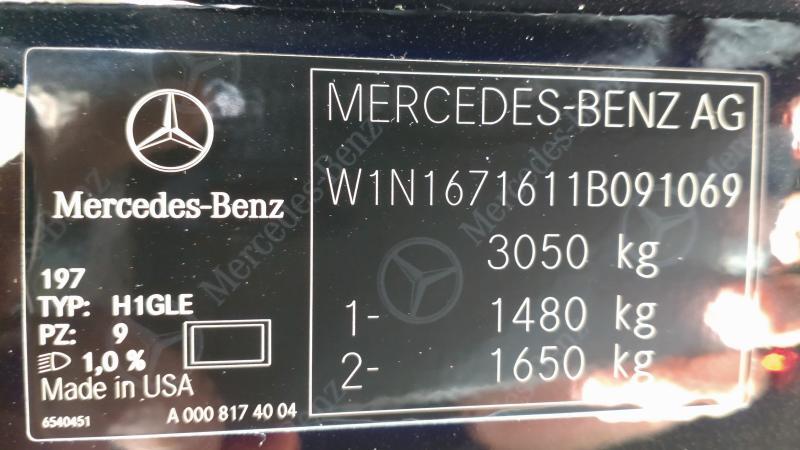 Mercedes-Benz
197
TYP: H1GLE
PZ: 9
1,0 %
Made in USA
6540451
A 000 817 40 04
MERCEDES-BENZ AG
W1N1671611B091069
3050 kg
1- 1480 kg
2- 1650 kg